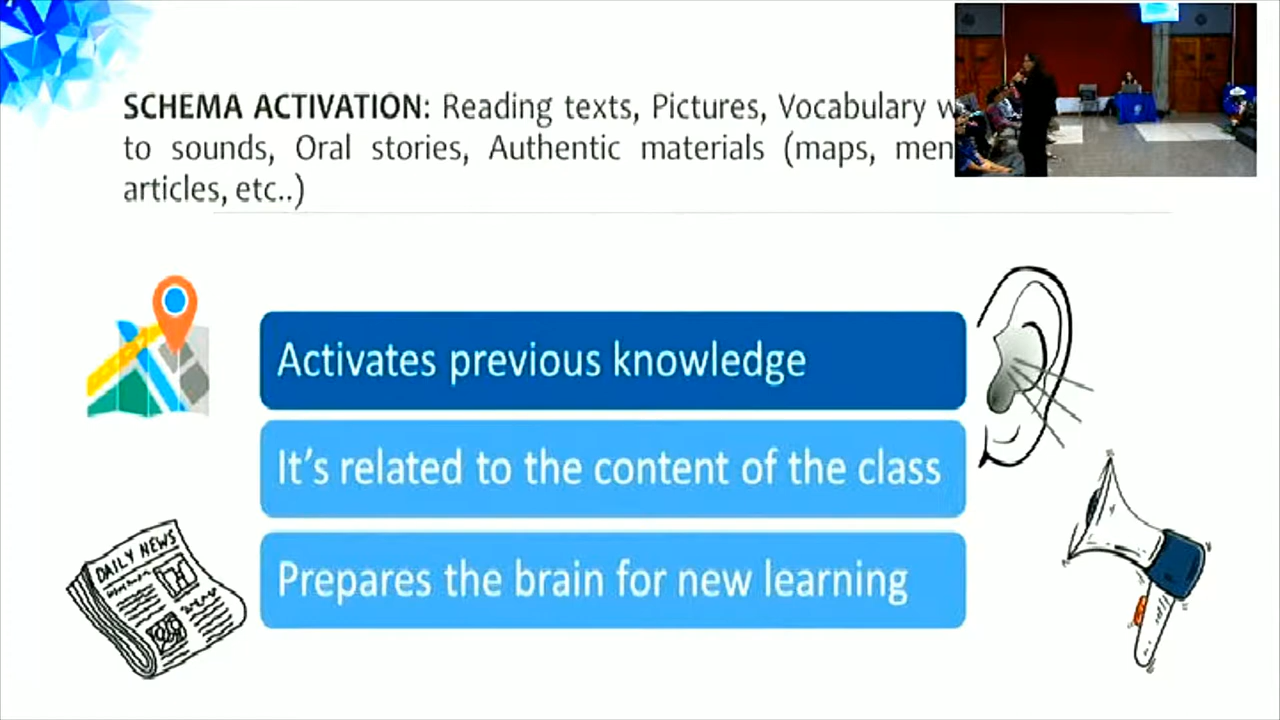 SCHEMA ACTIVATION: Reading texts, Pictures, Vocabulary
to sounds, Oral stories, Authentic materials (maps,
articles, etc..)
Activates previous knowledge
It's related to the content of the class
DAILY NEWS
Prepares the brain for new learning